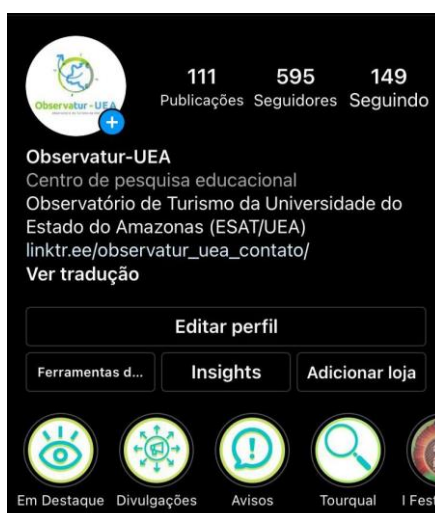 Observatur - UEA
111 595 149
Publicações Seguidores Seguindo
Observatur-UEA
Centro de pesquisa educacional
Observatório de Turismo da Universidade do
Estado do Amazonas (ESAT/UEA)
linktr.ee/observatur_uea_contato/
Ver tradução
Editar perfil
Ferramentas d... Insights Adicionar loja
Em Destaque Divulgações Avisos Tourqual I Fest